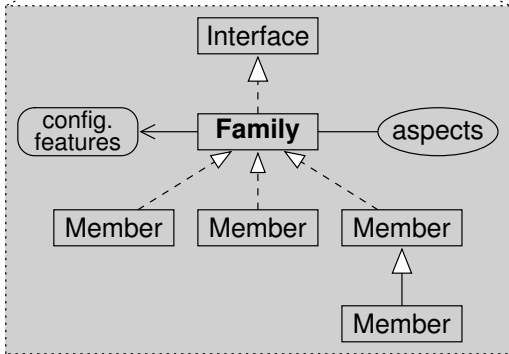 Interface
config.
features
Family
aspects
Member
Member
Member
Member